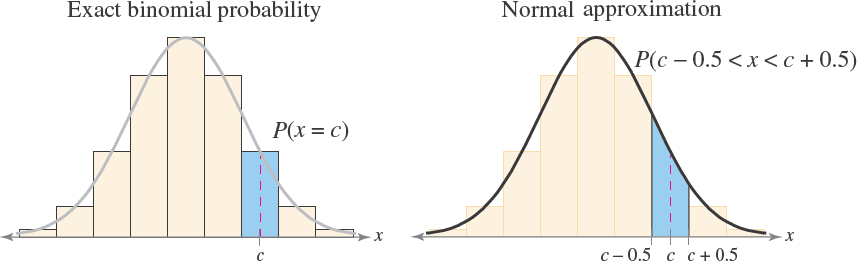 Exact binomial probability
P(x = c)
x
c
Normal approximation
P(c − 0.5 < x < c + 0.5)
x
c − 0.5 c c + 0.5